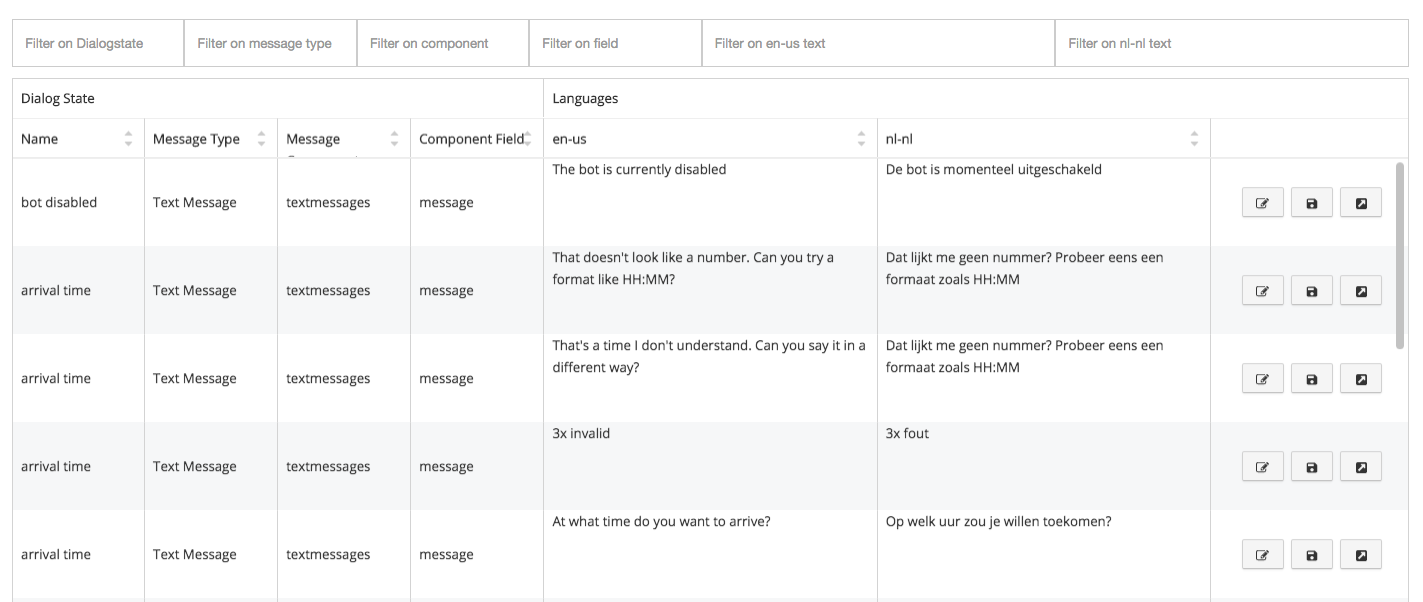 Filter on Dialogstate Filter on message type Filter on component Filter on field Filter on en-us text Filter on nl-nl text
Dialog State Languages
Name Message Type Message Component Field en-us nl-nl
The bot is currently disabled De bot is momenteel uitgeschakeld
bot disabled Text Message textmessages message
That doesn't look like a number. Can you try a Dat lijkt me geen nummer? Probeer eens een
format like HH:MM? formaat zoals HH:MM
arrival time Text Message textmessages message
That's a time I don't understand. Can you say it in a Dat lijkt me geen nummer? Probeer eens een
different way? formaat zoals HH:MM
arrival time Text Message textmessages message
3x invalid 3x fout
arrival time Text Message textmessages message
At what time do you want to arrive? Op welk uur zou je willen toekomen?
arrival time Text Message textmessages message